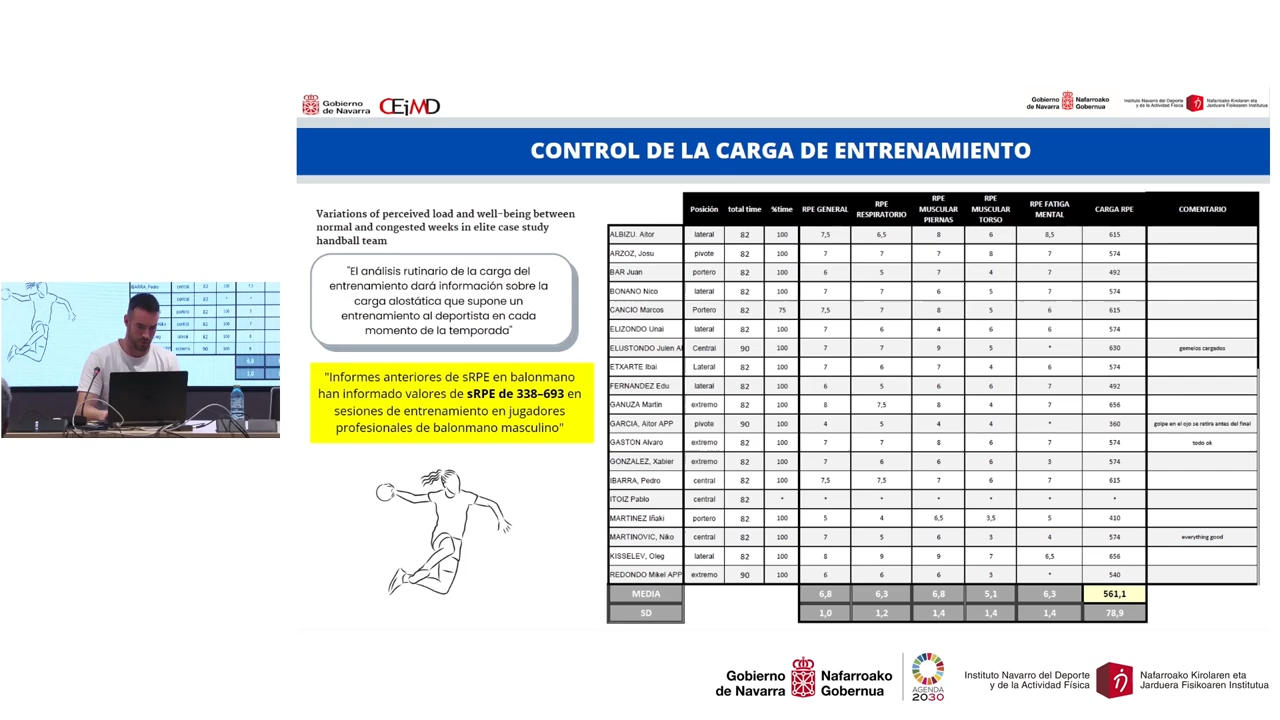 Gobierno
de Navarra
CEiMD
Gobierno
de Navarra
Nafarroako
Gobernua
Instituto Navarro del Deporte
y de la Actividad Física
Nafarroako Kirolaren eta
Jarduera Fisikoaren Institutua
CONTROL DE LA CARGA DE ENTRENAMIENTO
Variations of perceived load and well-being between
normal and congested weeks in elite case study
handball team
"El análisis rutinario de la carga del
entrenamiento dará información sobre la
carga alostática que supone un
entrenamiento al deportista en cada
momento de la temporada"
"Informes anteriores de sRPE en balonmano
han informado valores de sRPE de 338–693 en
sesiones de entrenamiento en jugadores
profesionales de balonmano masculino"
Posición total time %time RPE GENERAL RPE RESPIRATORIO RPE MUSCULAR PIERNAS RPE MUSCULAR TORSO RPE FATIGA MENTAL CARGA RPE COMENTARIO
ALBIZU. Aitor lateral 82 100 7,5 6,5 8 6 8,5 615
ARZOZ, Josu pivote 82 100 7 7 7 8 7 574
BAR Juan portero 82 100 6 5 7 4 7 492
BONANO Nico lateral 82 100 7 6 6 5 7 574
CANCIO Marcos Portero 82 75 7,5 7 8 5 6 615
ELIZONDO Unai lateral 82 100 7 6 4 6 6 574
ELUSTONDO Julen Al Central 90 100 7 7 9 5 * 630 gemelos cargados
ETXARTE Ibai Lateral 82 100 7 6 7 4 6 574
FERNANDEZ Edu lateral 82 100 6 5 6 6 7 492
GANUZA Martin extremo 82 100 8 7,5 8 4 7 656
GARCIA, Aitor APP pivote 90 100 4 5 4 4 * 360 golpe en el ojo se retira antes del final
GASTON Alvaro extremo 82 100 7 7 8 6 7 574 todo ok
GONZALEZ, Xabier extremo 82 100 7 6 6 6 3 574
IBARRA, Pedro central 82 100 7,5 7,5 7 6 7 615
ITOIZ Pablo central 82 * * * * * * *
MARTINEZ Iñaki portero 82 100 5 4 6,5 3,5 5 410
MARTINOVIC, Niko central 82 100 7 5 6 3 4 574 everything good
KISSELEV, Oleg lateral 82 100 8 9 9 7 6,5 656
REDONDO Mikel APP extremo 90 100 6 6 6 3 * 540
MEDIA 6,8 6,3 6,8 5,1 6,3 561,1
SD 1,0 1,2 1,4 1,4 1,4 78,9
Gobierno
de Navarra
Nafarroako
Gobernua
AGENDA
2030
Instituto Navarro del Deporte
y de la Actividad Física
Nafarroako Kirolaren eta
Jarduera Fisikoaren Institutua